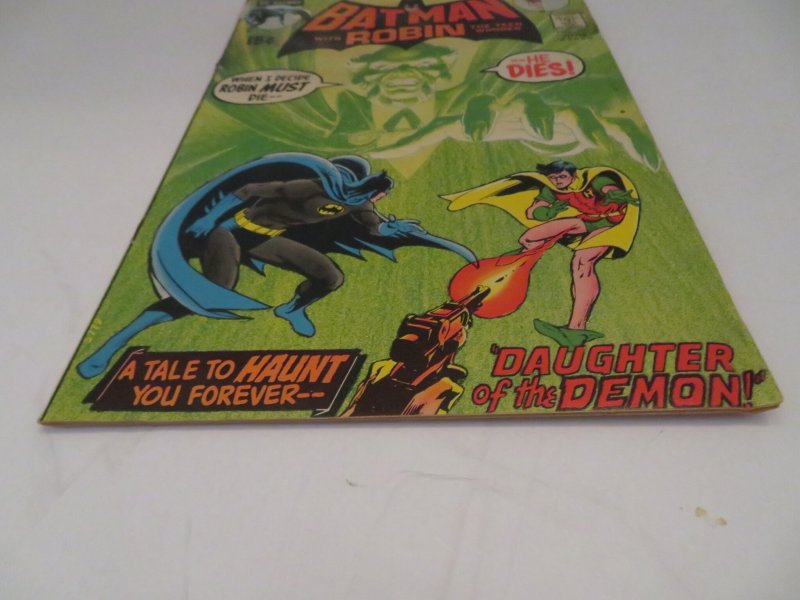 BATMAN
WITH ROBIN THE TEEN
WONDER
15¢
WHEN I DECIDE
ROBIN MUST
DIE--
--HE
DIES!
A TALE TO HAUNT
YOU FOREVER--
"DAUGHTER
of the DEMON!"